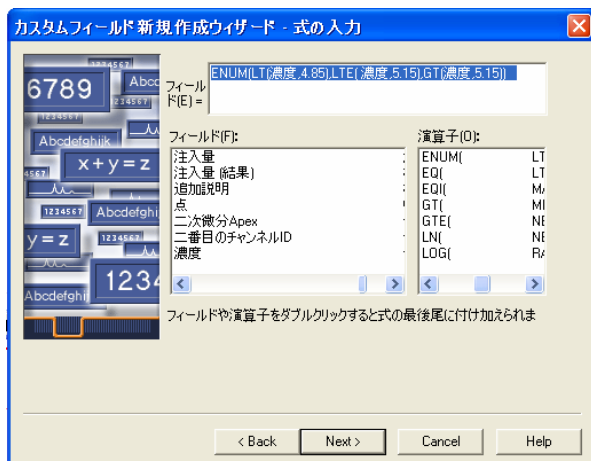 カスタムフィールド新規作成ウィザード - 式の入力
フィール
ド(E) =
ENUM(LT(濃度,4.85),LTE(濃度,5.15),GT(濃度,5.15))
フィールド(F):
注入量
注入量 (結果)
追加説明
点
二次微分Apex
二番目のチャンネルID
濃度
演算子(O):
ENUM( LT
EQ( LT
EQI( M
GT( MI
GTE( NE
LN( NE
LOG( R
フィールドや演算子をダブルクリックすると式の最後尾に付け加えられま
< Back Next > Cancel Help
1234567
6789 Abcd
234567
1234567
Abcdefghijk
x+y=z
4567
1234567 Abcdefghi
y = z 1234567
1234
Abcdefghi